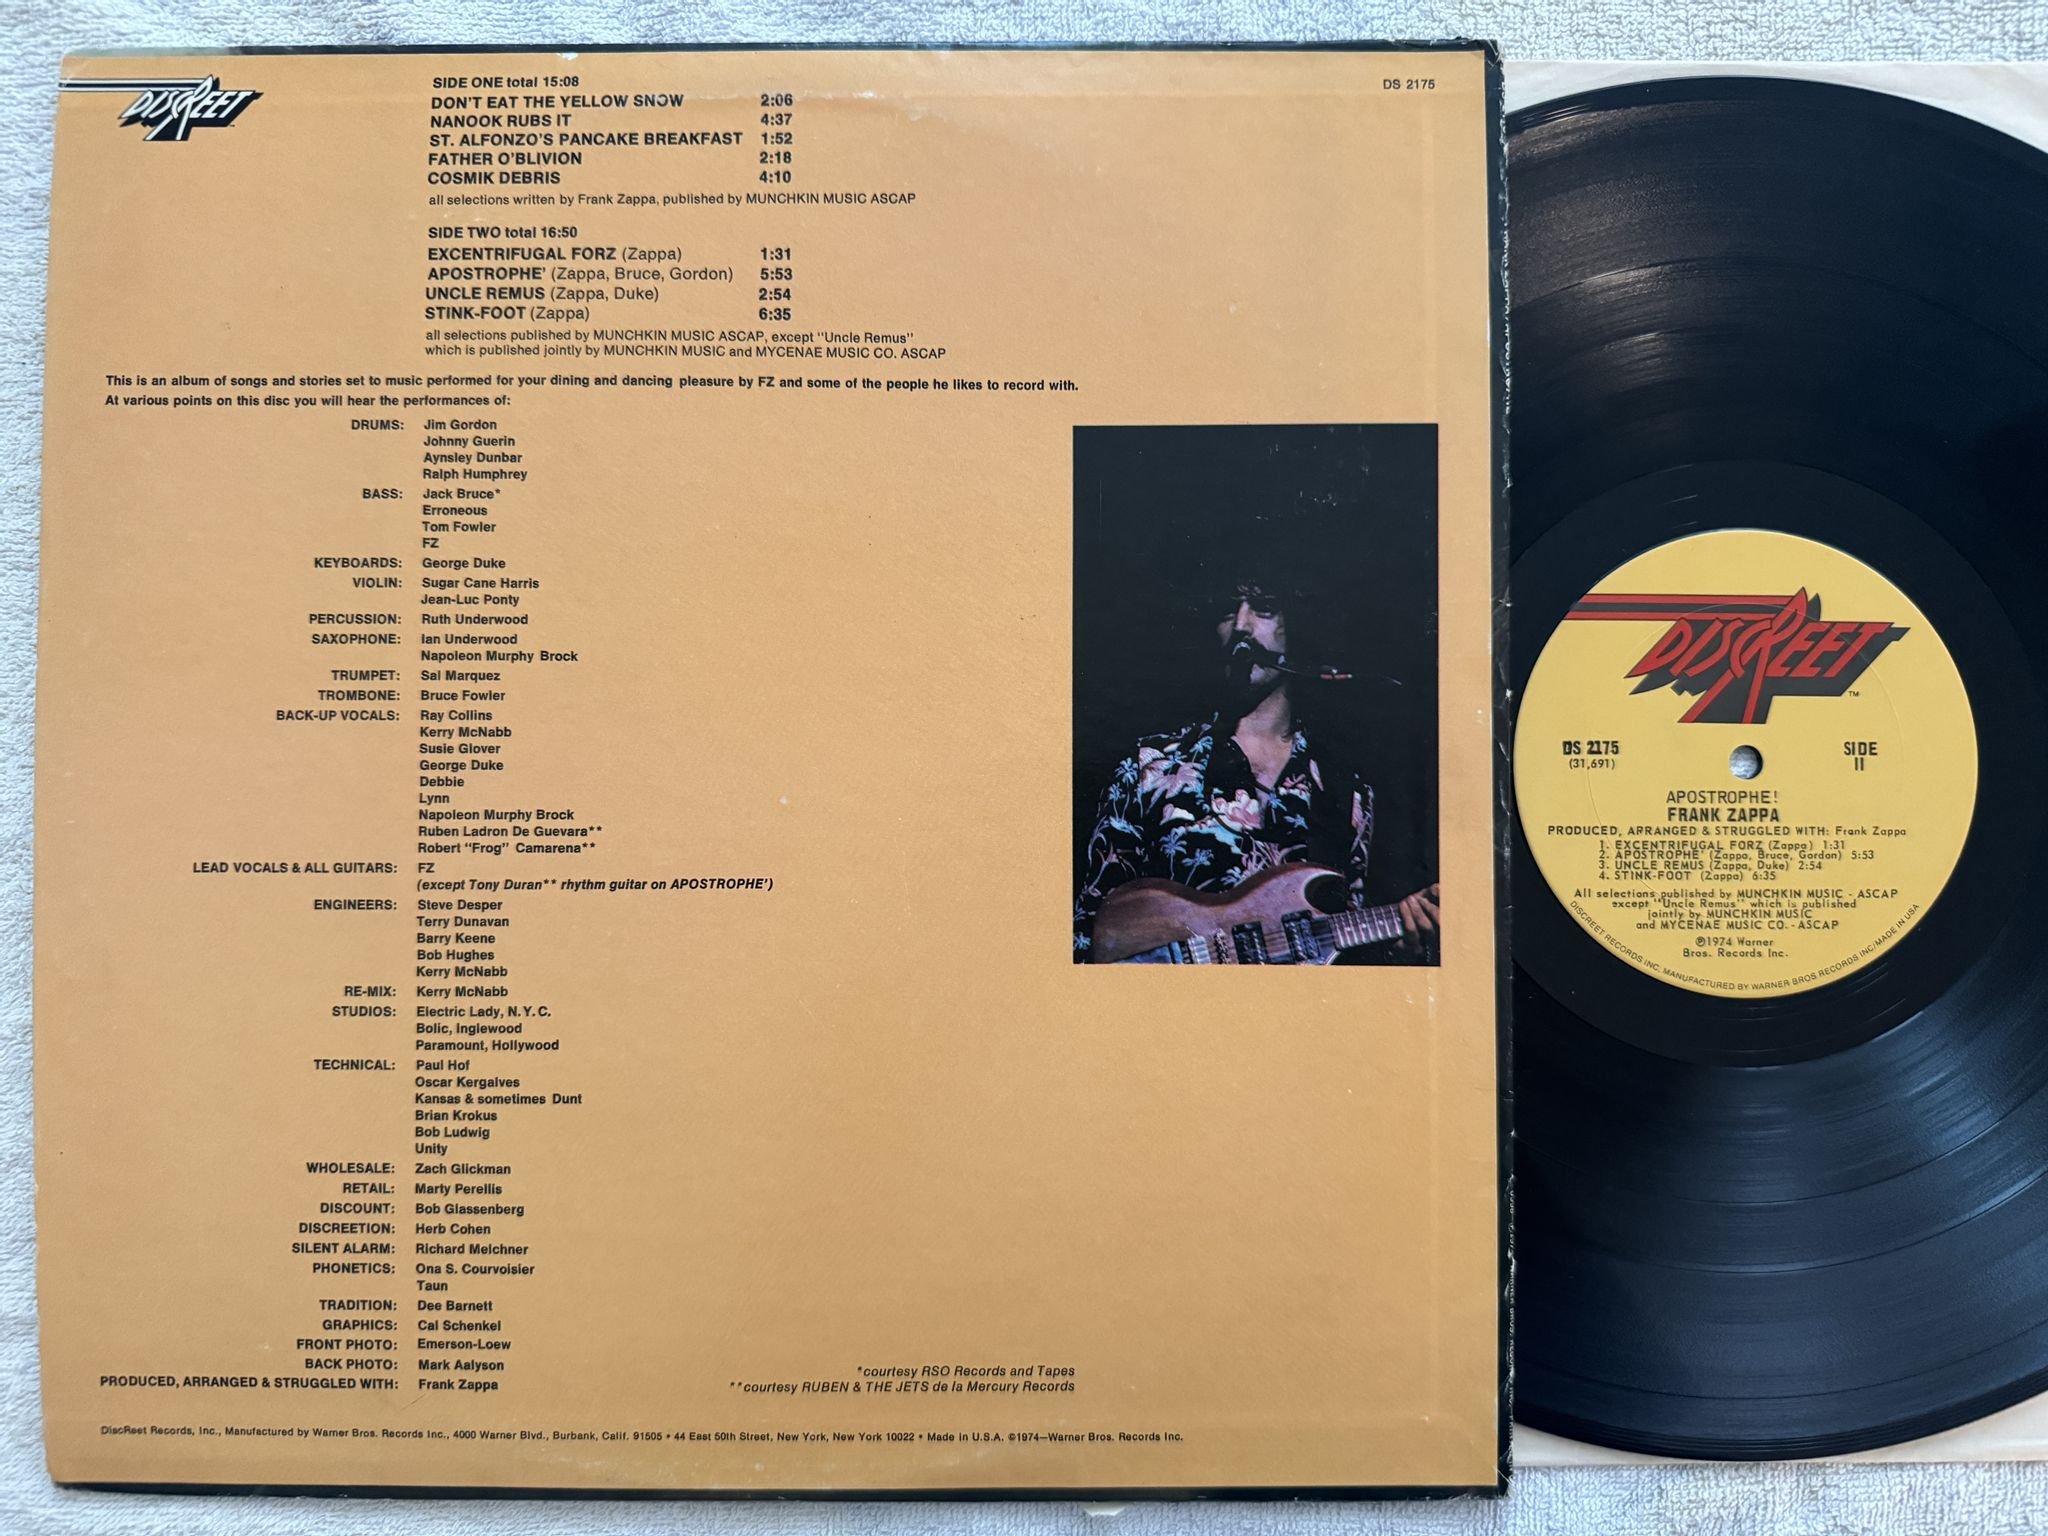 DISCREET
SIDE ONE total 15:08
DON'T EAT THE YELLOW SNOW 2:06
NANOOK RUBS IT 4:37
ST. ALFONZO'S PANCAKE BREAKFAST 1:52
FATHER O'BLIVION 2:18
COSMIK DEBRIS 4:10
all selections written by Frank Zappa, published by MUNCHKIN MUSIC ASCAP
SIDE TWO total 16:50
EXCENTRIFUGAL FORZ (Zappa) 1:31
APOSTROPHE' (Zappa, Bruce, Gordon) 5:53
UNCLE REMUS (Zappa, Duke) 2:54
STINK-FOOT (Zappa) 6:35
all selections published by MUNCHKIN MUSIC ASCAP, except "Uncle Remus"
which is published jointly by MUNCHKIN MUSIC and MYCENAE MUSIC CO. ASCAP
DS 2175
This is an album of songs and stories set to music performed for your dining and dancing pleasure by FZ and some of the people he likes to record with.
At various points on this disc you will hear the performances of:
DRUMS: Jim Gordon
Johnny Guerin
Aynsley Dunbar
Ralph Humphrey
BASS: Jack Bruce*
Erroneous
Tom Fowler
FZ
KEYBOARDS: George Duke
VIOLIN: Sugar Cane Harris
Jean-Luc Ponty
PERCUSSION: Ruth Underwood
SAXOPHONE: Ian Underwood
Napoleon Murphy Brock
TRUMPET: Sal Marquez
TROMBONE: Bruce Fowler
BACK-UP VOCALS: Ray Collins
Kerry McNabb
Susie Glover
George Duke
Debbie
Lynn
Napoleon Murphy Brock
Ruben Ladron De Guevara**
Robert "Frog" Camarena**
LEAD VOCALS & ALL GUITARS: FZ
(except Tony Duran** rhythm guitar on APOSTROPHE')
ENGINEERS: Steve Desper
Terry Dunavan
Barry Keene
Bob Hughes
Kerry McNabb
RE-MIX: Kerry McNabb
STUDIOS: Electric Lady, N.Y.C.
Bolic, Inglewood
Paramount, Hollywood
TECHNICAL: Paul Hof
Oscar Kergalves
Kansas & sometimes Dunt
Brian Krokus
Bob Ludwig
Unity
WHOLESALE: Zach Glickman
RETAIL: Marty Perellis
DISCOUNT: Bob Glassenberg
DISCREETION: Herb Cohen
SILENT ALARM: Richard Melchner
PHONETICS: Ona S. Courvoisier
Taun
TRADITION: Dee Barnett
GRAPHICS: Cal Schenkel
FRONT PHOTO: Emerson-Loew
BACK PHOTO: Mark Aalyson
PRODUCED, ARRANGED & STRUGGLED WITH: Frank Zappa
*courtesy RSO Records and Tapes
**courtesy RUBEN & THE JETS de la Mercury Records
DiscReet Records, Inc., Manufactured by Warner Bros. Records Inc., 4000 Warner Blvd., Burbank, Calif. 91505 • 44 East 50th Street, New York, New York 10022 • Made in U.S.A. ©1974—Warner Bros. Records Inc.
DISCREET TM
DS 2175
(31,691)
SIDE
II
APOSTROPHE!
FRANK ZAPPA
PRODUCED, ARRANGED & STRUGGLED WITH: Frank Zappa
1. EXCENTRIFUGAL FORZ (Zappa) 1:31
2. APOSTROPHE' (Zappa, Bruce, Gordon) 5:53
3. UNCLE REMUS (Zappa, Duke) 2:54
4. STINK-FOOT (Zappa) 6:35
All selections published by MUNCHKIN MUSIC - ASCAP
except "Uncle Remus" which is published
jointly by MUNCHKIN MUSIC
and MYCENAE MUSIC CO. - ASCAP
℗1974 Warner
Bros. Records Inc.
DISCREET RECORDS INC. MANUFACTURED BY WARNER BROS RECORDS INC/MADE IN USA